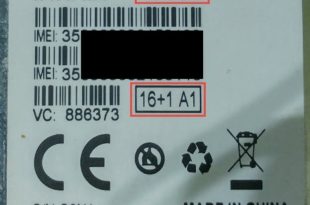 IMEI: 35
IMEI: 35
16+1 A1
VC: 886373
CE
MADE IN CHINA